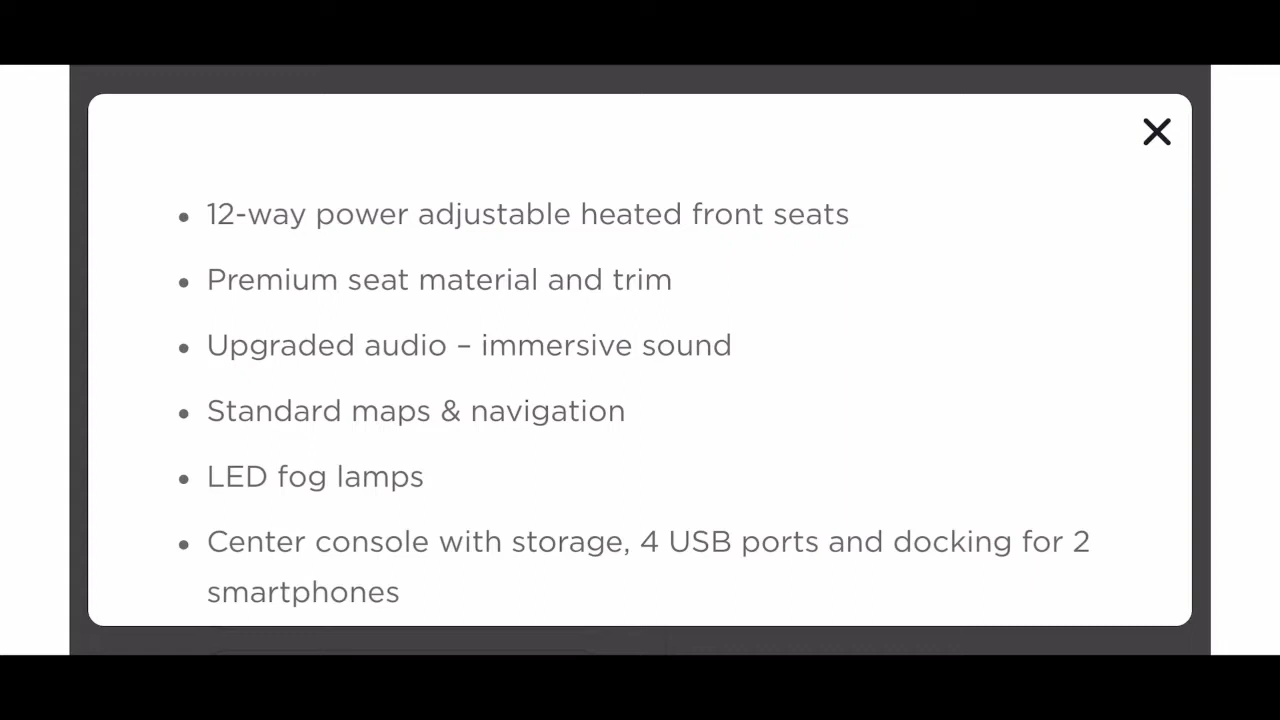 • 12-way power adjustable heated front seats
• Premium seat material and trim
• Upgraded audio – immersive sound
• Standard maps & navigation
• LED fog lamps
• Center console with storage, 4 USB ports and docking for 2
smartphones